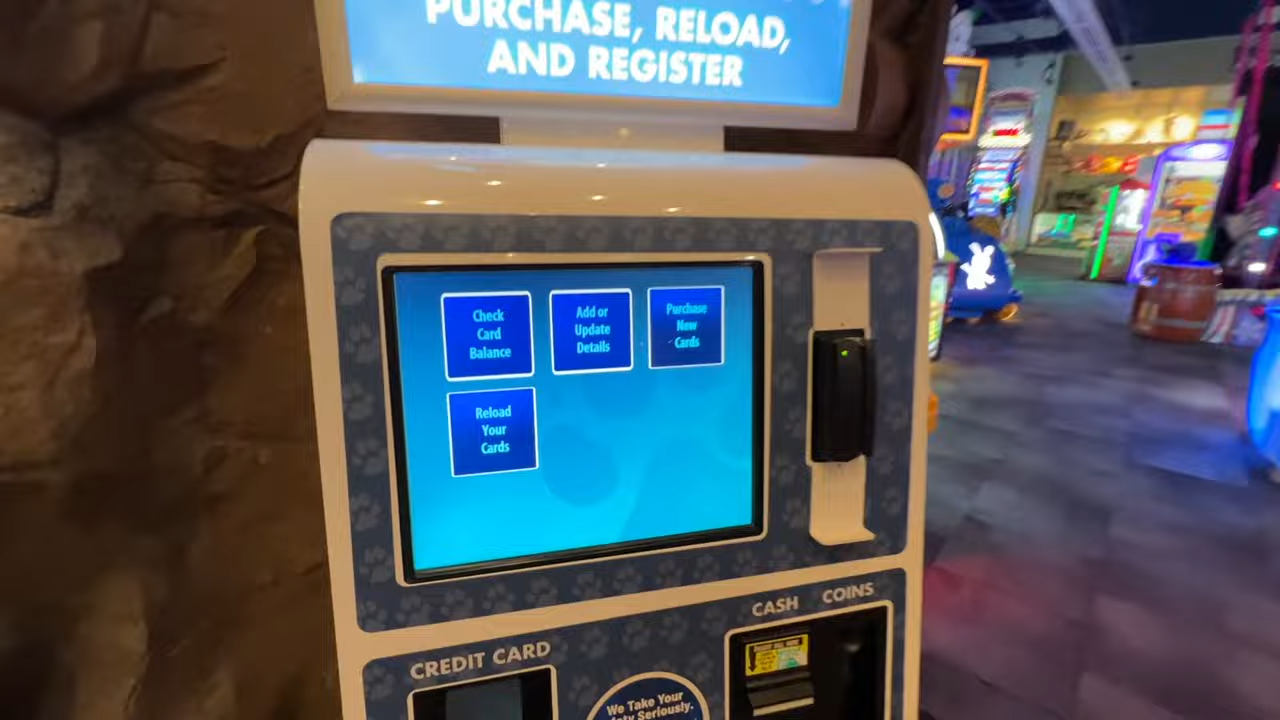 PURCHASE, RELOAD,
AND REGISTER
Check
Card
Balance
Add or
Update
Details
Purchase
New
Cards
Reload
Your
Cards
CASH COINS
CREDIT CARD
We Take Your
Seriously.